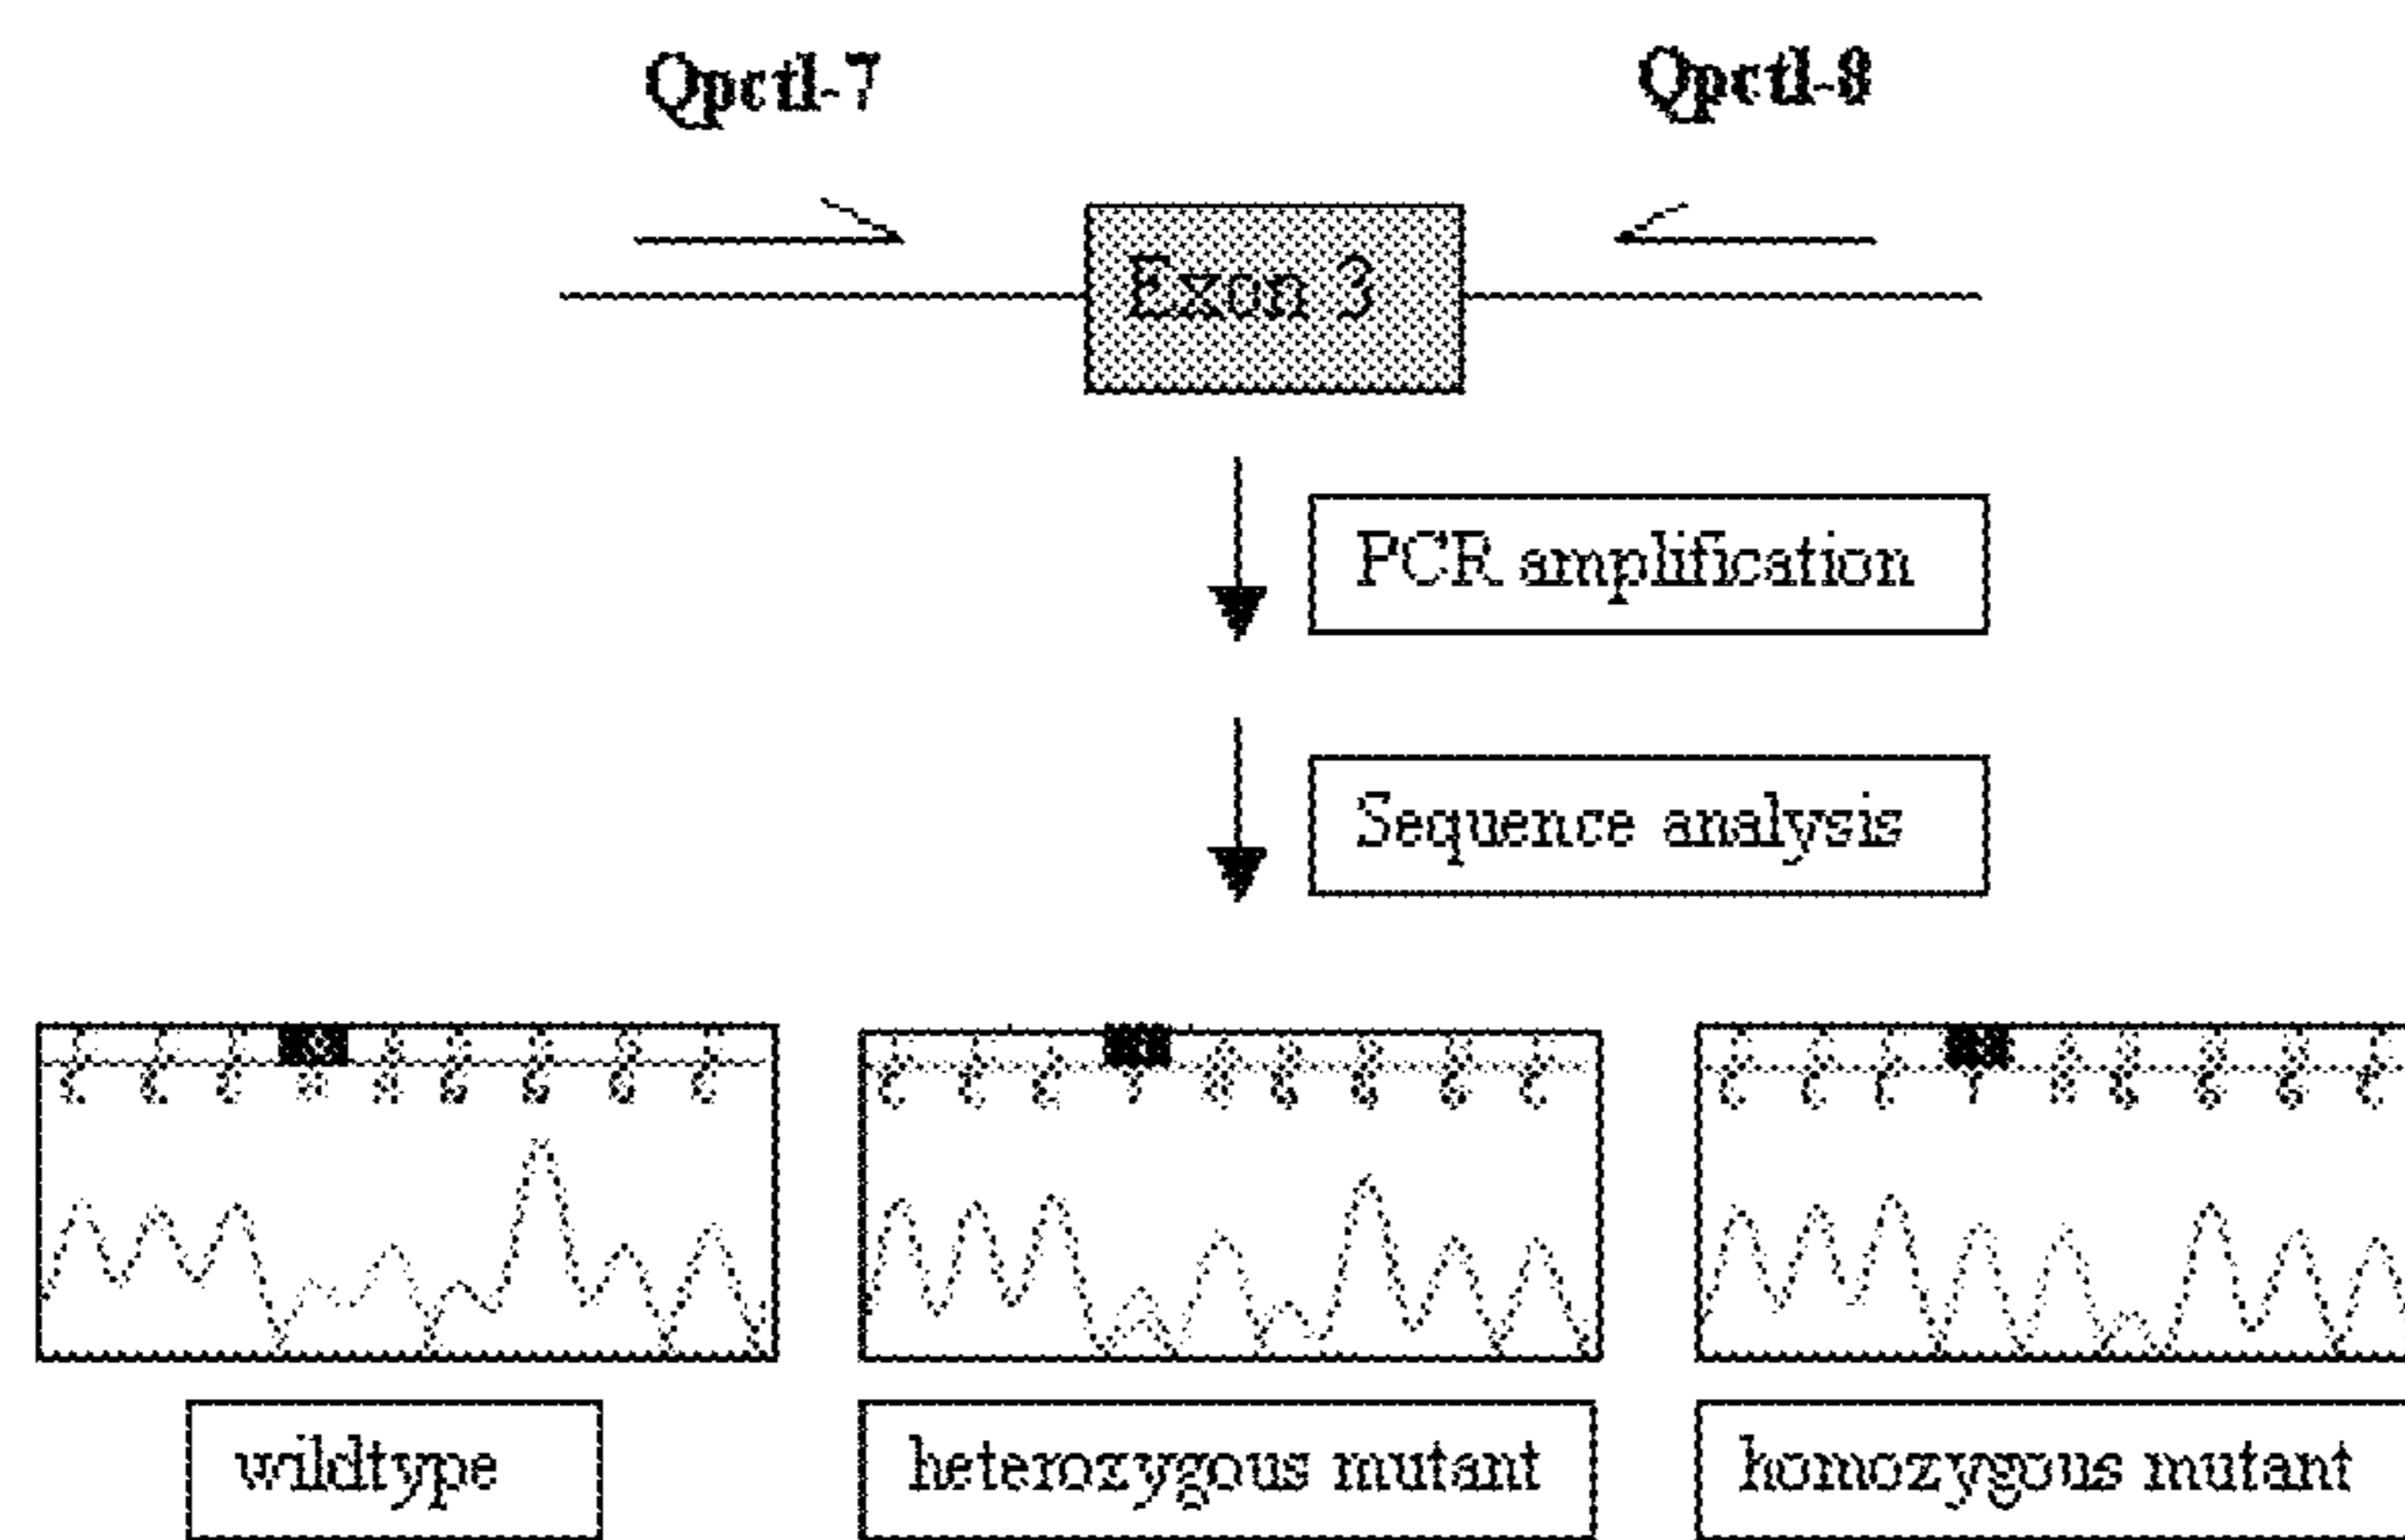 Qpctl-7
Qpctl-8
Exon 3
PCR amplification
Sequence analysis
wildtype
heterozygous mutant
homozygous mutant